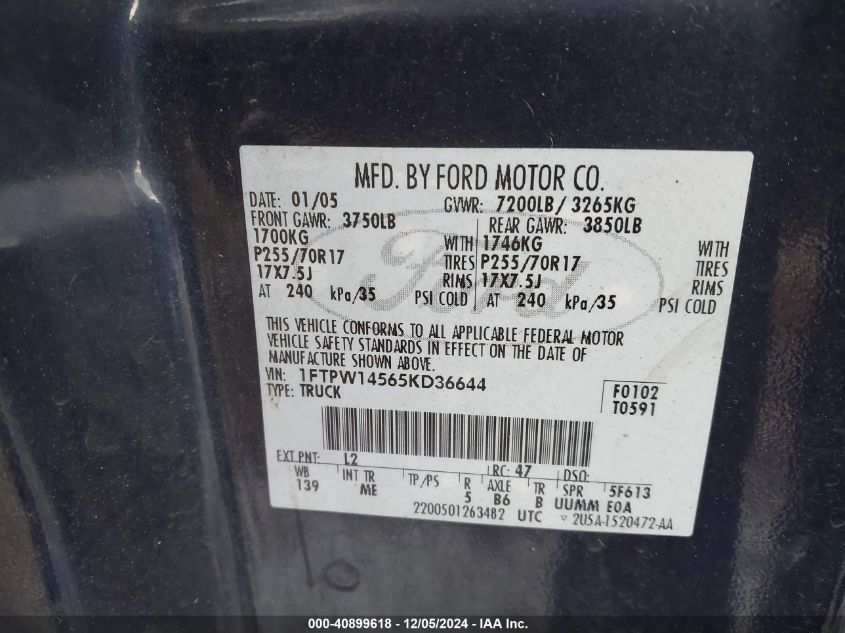 MFD. BY FORD MOTOR CO.
DATE: 01/05 GVWR: 7200LB/ 3265KG
FRONT GAWR: 3750LB REAR GAWR: 3850LB
1700KG WITH 1746KG WITH
P255/70R17 TIRES P255/70R17 TIRES
17X7.5J RIMS 17X7.5J RIMS
AT 240 kPa/35 PSI COLD AT 240 kPa/35 PSI COLD
Ford
THIS VEHICLE CONFORMS TO ALL APPLICABLE FEDERAL MOTOR
VEHICLE SAFETY STANDARDS IN EFFECT ON THE DATE OF
MANUFACTURE SHOWN ABOVE.
VIN: 1FTPW14565KD36644
TYPE: TRUCK
F0102
T0591
EXT PNT: L2 RC: 47 DSO:
WB INT TR TP/PS R AXLE TR SPR 5F613
139 ME 5 B6 B UUMM EOA
2200501263482 UTC ▽ 2U5A-1520472-AA
000-40899618 - 12/05/2024 - IAA Inc.